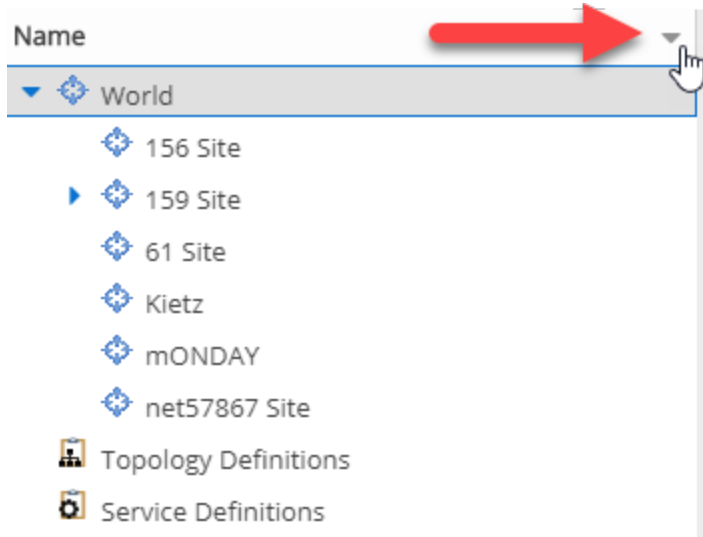 Name
World
156 Site
159 Site
61 Site
Kietz
mONDAY
net57867 Site
Topology Definitions
Service Definitions